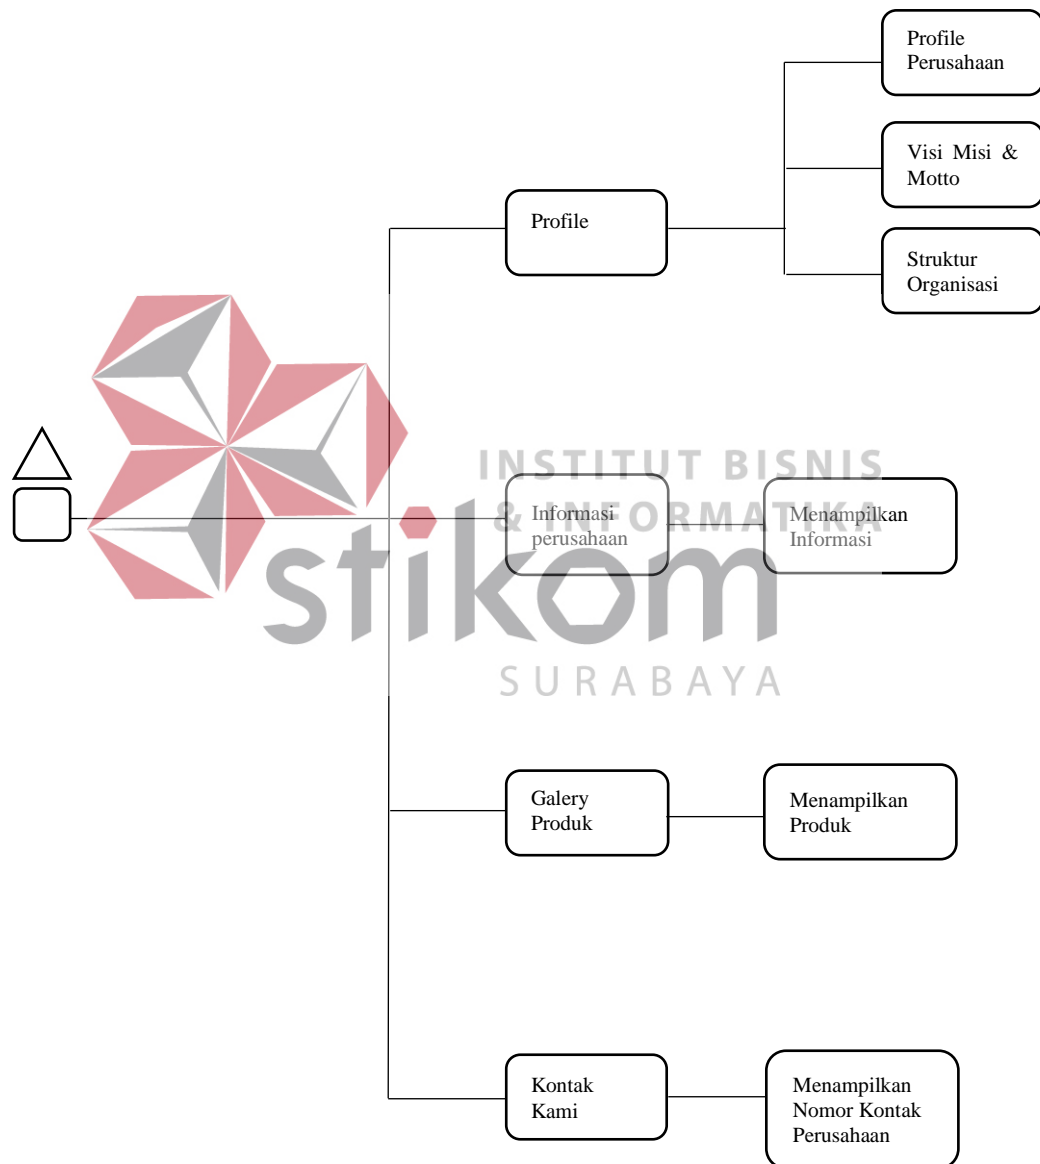 Profile
Perusahaan
Visi Misi &
Motto
Profile
Struktur
Organisasi
INSTITUT BISNIS
& INFORMATIKA
Informasi
perusahaan
Menampilkan
Informasi
stikom
SURABAYA
Galery
Produk
Menampilkan
Produk
Kontak
Kami
Menampilkan
Nomor Kontak
Perusahaan